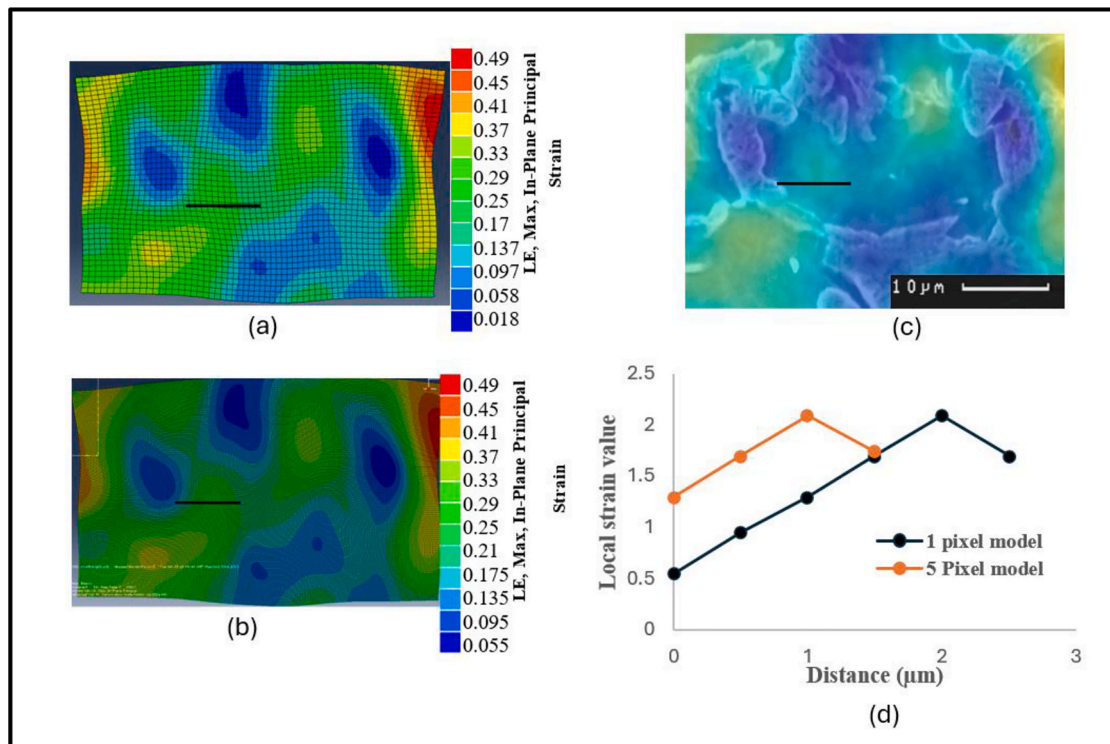 0.49
0.45
0.41
0.37
0.33
0.29
0.25
0.17
0.137
0.097
0.058
0.018
LE, Max, In-Plane Principal
Strain
(a)
0.49
0.45
0.41
0.37
0.33
0.29
0.25
0.21
0.175
0.135
0.095
0.055
LE, Max, In-Plane Principal
Strain
(b)
10µm
(c)
2.5
2
1.5
1
0.5
0
0
1
2
3
Local strain value
Distance (µm)
1 pixel model
5 Pixel model
(d)